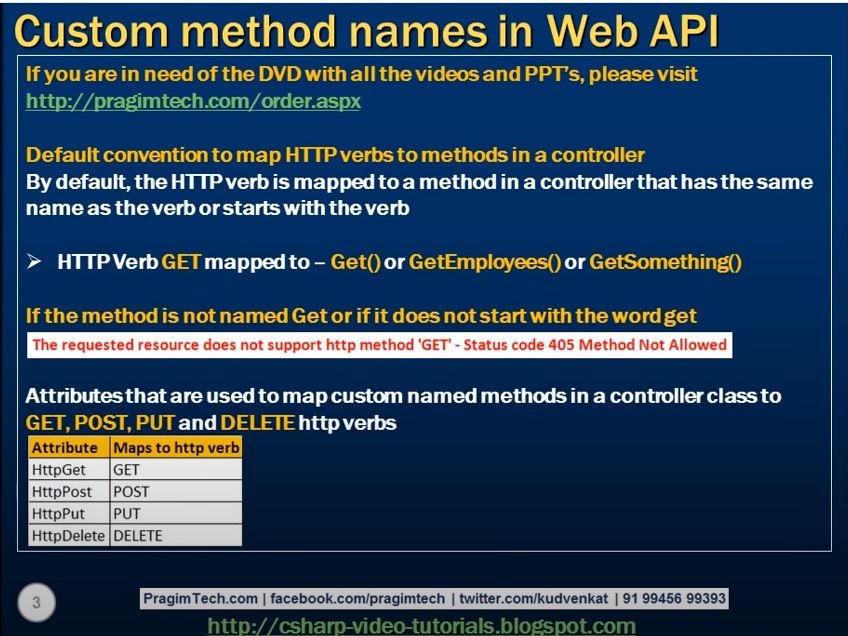 Custom method names in Web API
If you are in need of the DVD with all the videos and PPT's, please visit
http://pragimtech.com/order.aspx
Default convention to map HTTP verbs to methods in a controller
By default, the HTTP verb is mapped to a method in a controller that has the same
name as the verb or starts with the verb
HTTP Verb GET mapped to – Get() or GetEmployees() or GetSomething()
If the method is not named Get or if it does not start with the word get
The requested resource does not support http method 'GET' - Status code 405 Method Not Allowed
Attributes that are used to map custom named methods in a controller class to
GET, POST, PUT and DELETE http verbs
Attribute Maps to http verb
HttpGet GET
HttpPost POST
HttpPut PUT
HttpDelete DELETE
3
PragimTech.com | facebook.com/pragimtech | twitter.com/kudvenkat | 91 99456 99393
http://csharp-video-tutorials.blogspot.com